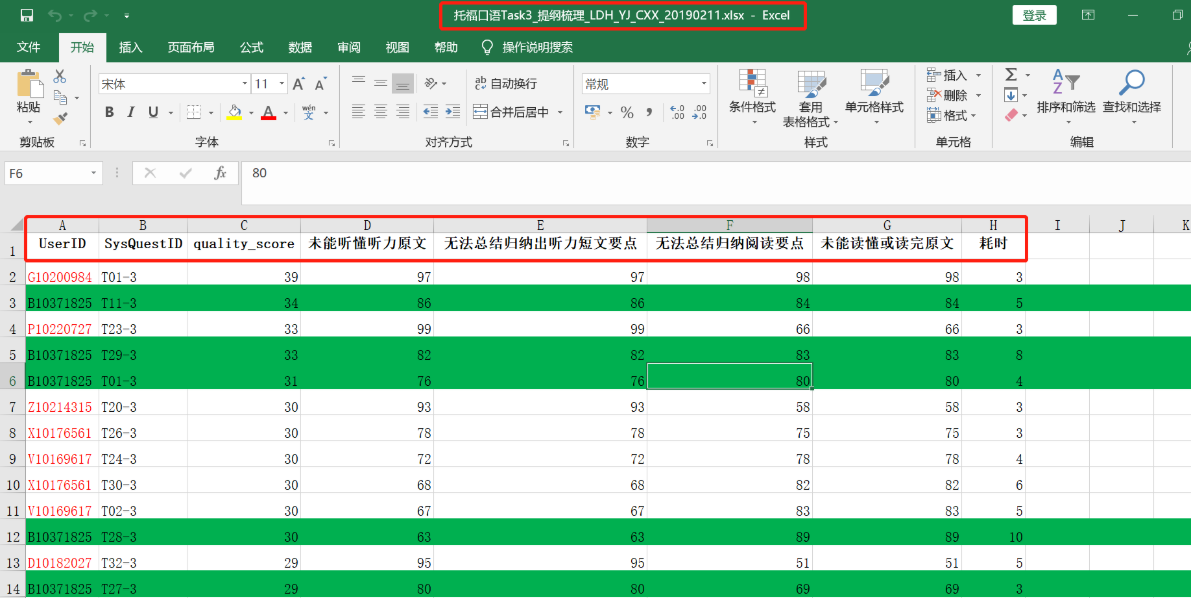 托福口语Task3_提纲梳理_LDH_YJ_CXX_20190211.xlsx - Excel
登录
文件 开始 插入 页面布局 公式 数据 审阅 视图 帮助 操作说明搜索
粘贴
宋体 11
B I U
自动换行
合并后居中
常规
条件格式
套用
表格格式
单元格样式
插入
删除
格式
排序和筛选 查找和选择
剪贴板 字体 对齐方式 数字 样式 单元格 编辑
F6 fx 80
A B C D E F G H I J K
1 UserID SysQuestID quality_score 未能听懂听力原文 无法总结归纳出听力短文要点 无法总结归纳阅读要点 未能读懂或读完原文 耗时
2 G10200984 T01-3 39 97 97 98 98 3
3 B10371825 T11-3 34 86 86 84 84 5
4 P10220727 T23-3 33 99 99 66 66 3
5 B10371825 T29-3 33 82 82 83 83 8
6 B10371825 T01-3 31 76 76 80 80 4
7 Z10214315 T20-3 30 93 93 58 58 3
8 X10176561 T26-3 30 78 78 75 75 3
9 V10169617 T24-3 30 72 72 78 78 4
10 X10176561 T30-3 30 68 68 82 82 6
11 V10169617 T02-3 30 67 67 83 83 5
12 B10371825 T28-3 30 63 63 89 89 10
13 D10182027 T32-3 29 95 95 51 51 5
14 B10371825 T27-3 29 80 80 69 69 3